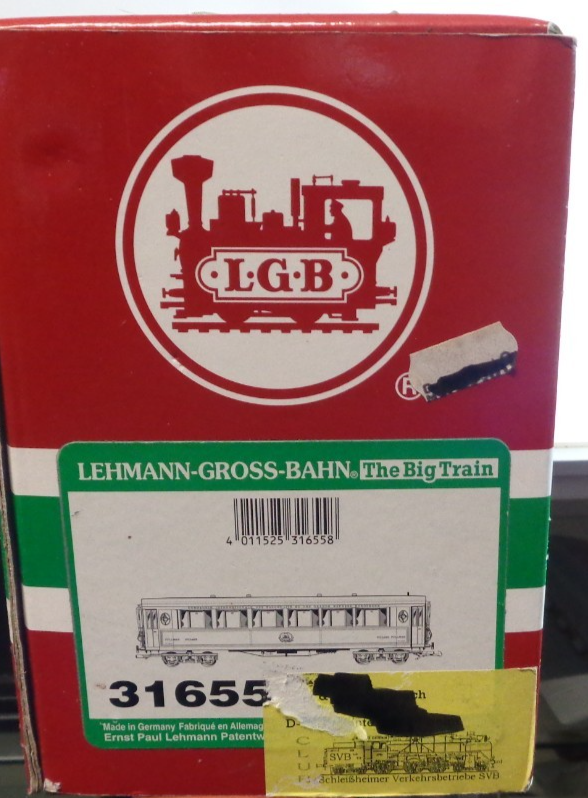 L·G·B
R
LEHMANN-GROSS-BAHN® The Big Train
4 011525 316558
31655
Made in Germany Fabriqué en Allemag
Ernst Paul Lehmann Patentw
ch
D-
SVB
Schleißheimer Verkehrsbetriebe SVB